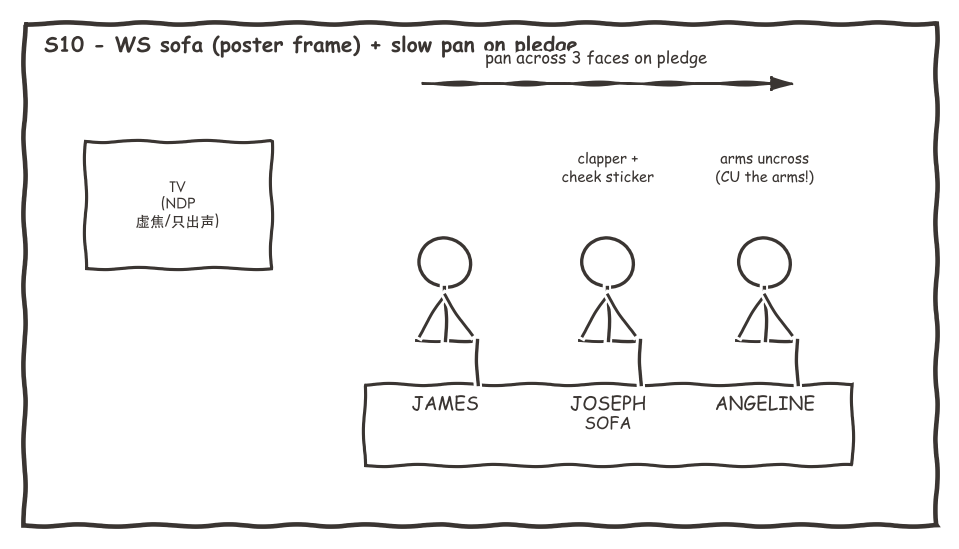 S10 - WS sofa (poster frame) + slow pan on pledge
pan across 3 faces on pledge
clapper +
cheek sticker
arms uncross
(CU the arms!)
TV
(NDP
虚焦/只出声)
JAMES
JOSEPH
ANGELINE
SOFA